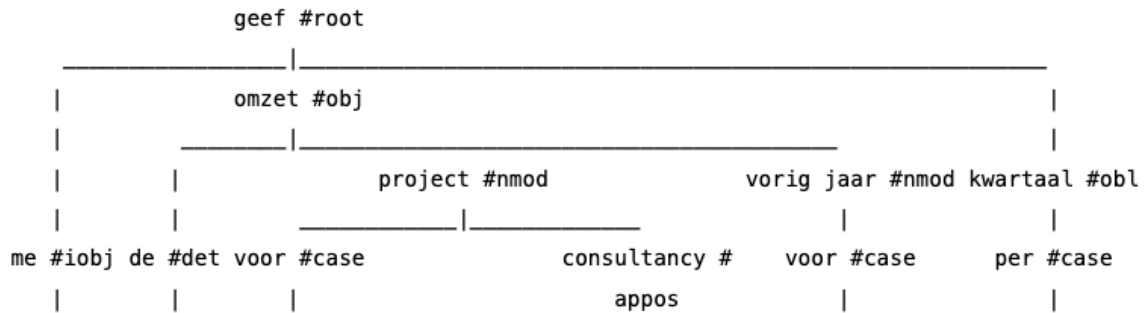 geef #root
omzet #obj
project #nmod vorig jaar #nmod kwartaal #obl
me #iobj de #det voor #case consultancy # voor #case per #case
appos